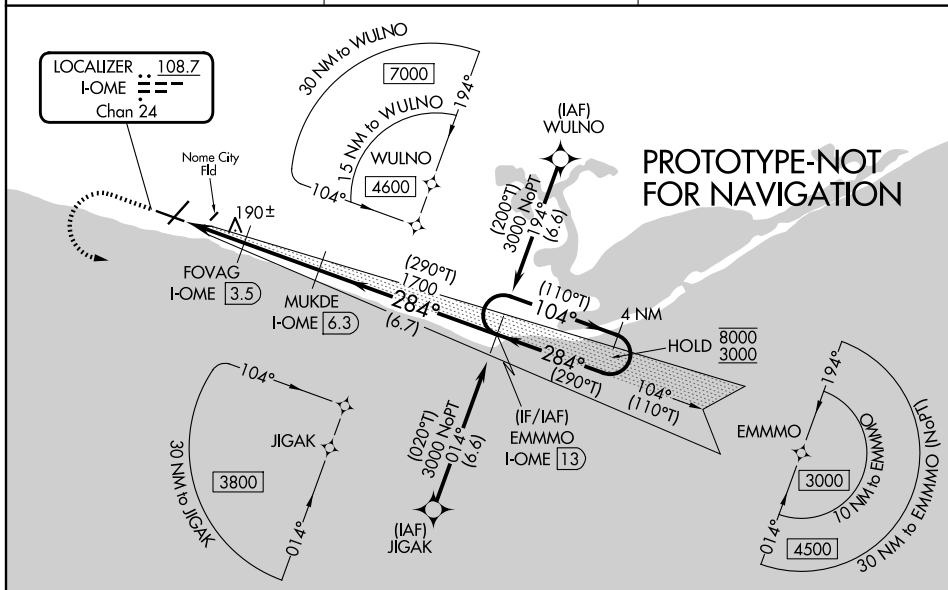 LOCALIZER 108.7
I-OME
Chan 24
Nome City
Fld
190±
FOVAG
I-OME 3.5
MUKDE
I-OME 6.3
30 NM to WULNO
7000
15 NM to WULNO
194°
WULNO
4600
104°
(IAF)
WULNO
(200°T)
3000 NoPT
194°
(6.6)
PROTOTYPE-NOT
FOR NAVIGATION
(290°T)
1700
284°
(6.7)
(110°T)
104°
4 NM
HOLD 8000
3000
284°
(290°T)
104°
(110°T)
(IF/IAF)
EMMMO
I-OME 13
(020°T)
3000 NoPT
014°
(6.6)
(IAF)
JIGAK
104°
JIGAK
3800
30 NM to JIGAK
014°
194°
EMMMO
3000
10 NM to EMMMO
014°
4500
30 NM to EMMMO (NoPT)